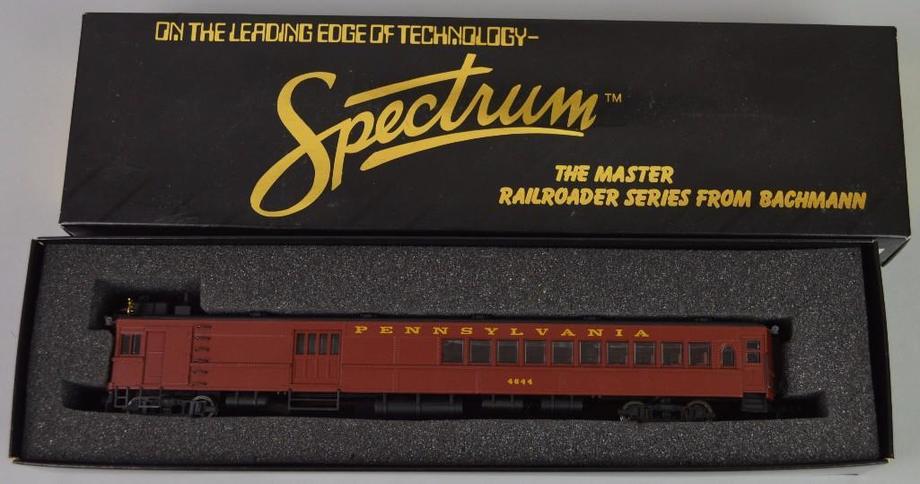 ON THE LEADING EDGE OF TECHNOLOGY-
Spectrum™
THE MASTER
RAILROADER SERIES FROM BACHMANN
PENNSYLVANIA
4644